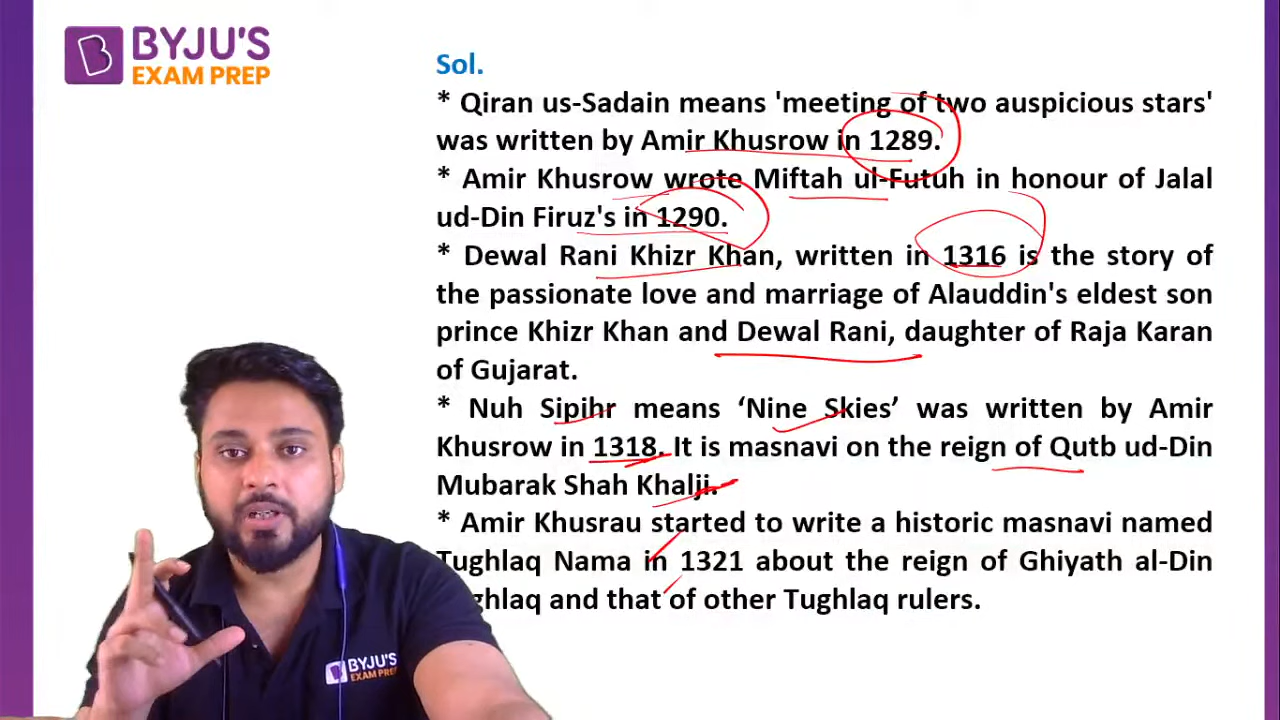 BYJU'S
EXAM PREP
Sol.
* Qiran us-Sadain means 'meeting of two auspicious stars'
was written by Amir Khusrow in 1289.
* Amir Khusrow wrote Miftah ul-Futuh in honour of Jalal
ud-Din Firuz's in 1290.
* Dewal Rani Khizr Khan, written in 1316 is the story of
the passionate love and marriage of Alauddin's eldest son
prince Khizr Khan and Dewal Rani, daughter of Raja Karan
of Gujarat.
* Nuh Sipihr means ‘Nine Skies’ was written by Amir
Khusrow in 1318. It is masnavi on the reign of Qutb ud-Din
Mubarak Shah Khalji.
* Amir Khusrau started to write a historic masnavi named
Tughlaq Nama in 1321 about the reign of Ghiyath al-Din
and that of other Tughlaq rulers.
BYJU'S
EXAM PREP